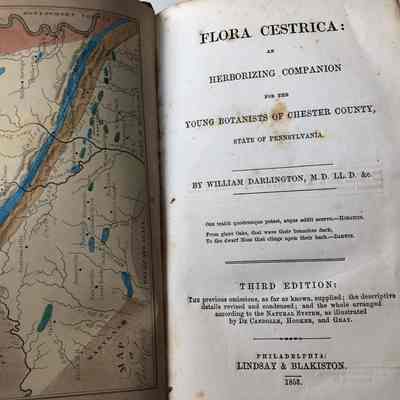 FLORA CESTRICA:
AN
HERBORIZING COMPANION
FOR THE
YOUNG BOTANISTS OF CHESTER COUNTY,
STATE OF PENNSYLVANIA.
BY WILLIAM DARLINGTON, M.D. LL. D. &c.
From giant Oaks, that wave their branches dark,
To the dwarf Moss that clings upon their bark.—DARWIN.
THIRD EDITION:
THE previous omissions, as far as known, supplied; the descriptive
details revised and condensed; and the whole arranged
according to the NATURAL SYSTEM, as illustrated
by DE CANDOLLE, HOOKER, and GRAY.
PHILADELPHIA:
LINDSAY & BLAKISTON.
1853.
MAP